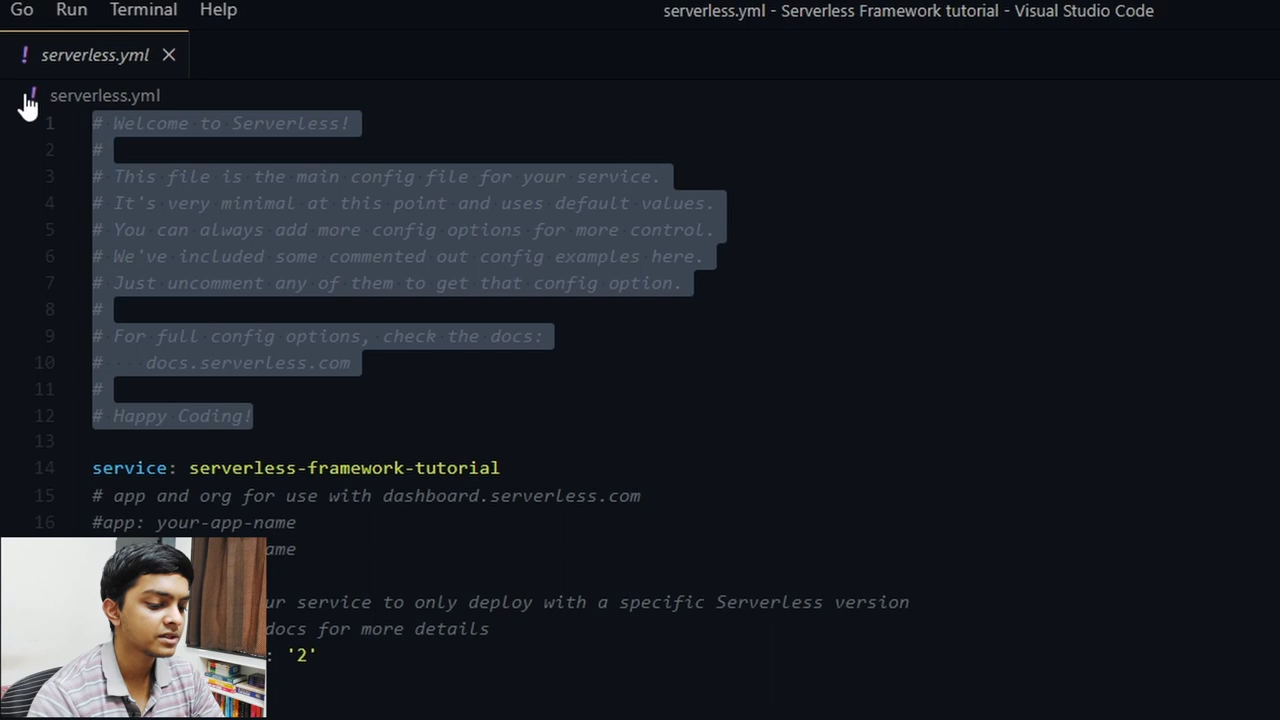 Go Run Terminal Help serverless.yml - Serverless Framework tutorial - Visual Studio Code
! serverless.yml ×
! serverless.yml
1 # Welcome to Serverless!
2 #
3 # This file is the main config file for your service.
4 # It's very minimal at this point and uses default values.
5 # You can always add more config options for more control.
6 # We've included some commented out config examples here.
7 # Just uncomment any of them to get that config option.
8 #
9 # For full config options, check the docs:
10 #    docs.serverless.com
11 #
12 # Happy Coding!
13
14 service: serverless-framework-tutorial
15 # app and org for use with dashboard.serverless.com
16 #app: your-app-name
ame
ur service to only deploy with a specific Serverless version
docs for more details
: '2'